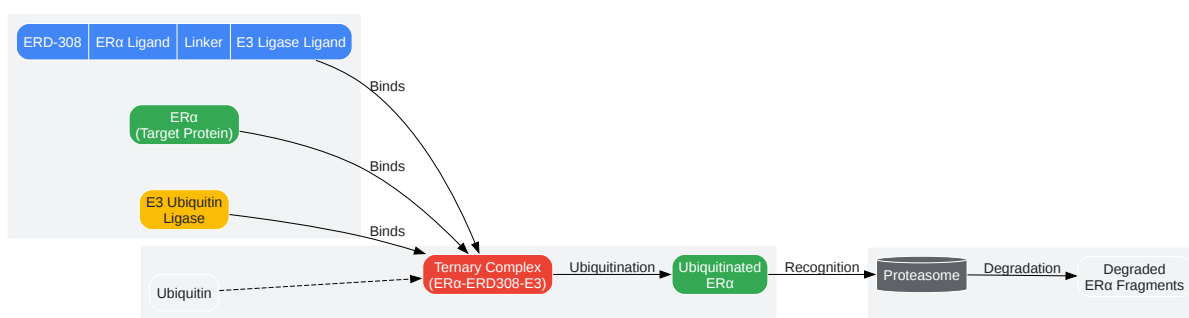 ERD-308
ERα Ligand
Linker
E3 Ligase Ligand
Binds
ERα
(Target Protein)
Binds
E3 Ubiquitin
Ligase
Binds
Ubiquitin
Ternary Complex
(ERα-ERD308-E3)
Ubiquitination
Ubiquitinated
ERα
Recognition
Proteasome
Degradation
Degraded
ERα Fragments